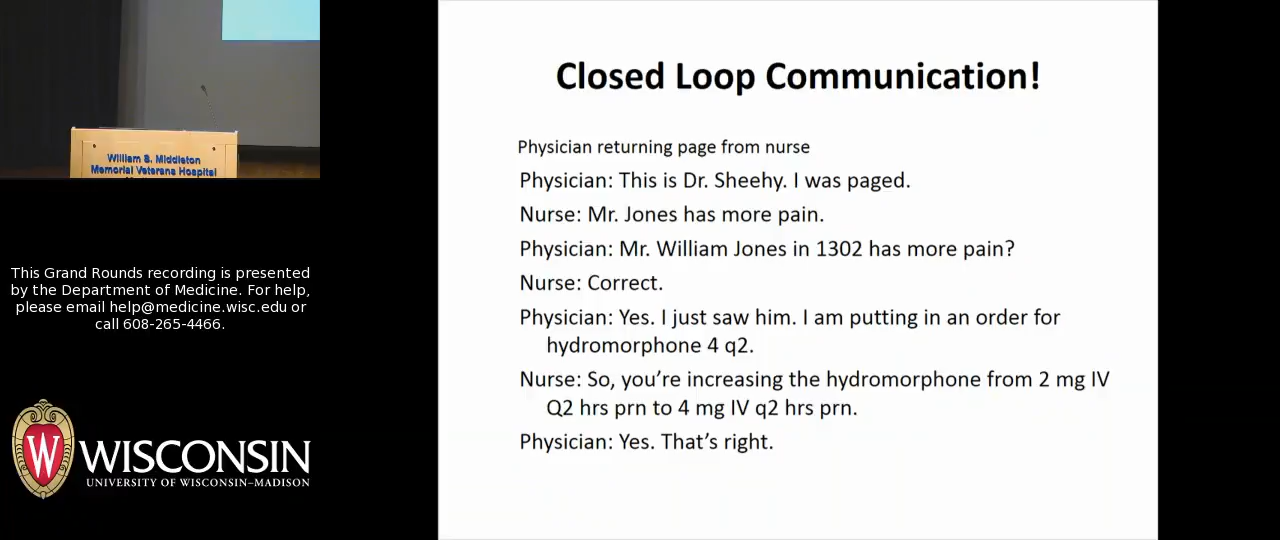 William S. Middleton
Memorial Veterans Hospital
This Grand Rounds recording is presented
by the Department of Medicine. For help,
please email help@medicine.wisc.edu or
call 608-265-4466.
W
WISCONSIN
UNIVERSITY OF WISCONSIN–MADISON
Closed Loop Communication!
Physician returning page from nurse
Physician: This is Dr. Sheehy. I was paged.
Nurse: Mr. Jones has more pain.
Physician: Mr. William Jones in 1302 has more pain?
Nurse: Correct.
Physician: Yes. I just saw him. I am putting in an order for
hydromorphone 4 q2.
Nurse: So, you’re increasing the hydromorphone from 2 mg IV
Q2 hrs prn to 4 mg IV q2 hrs prn.
Physician: Yes. That’s right.